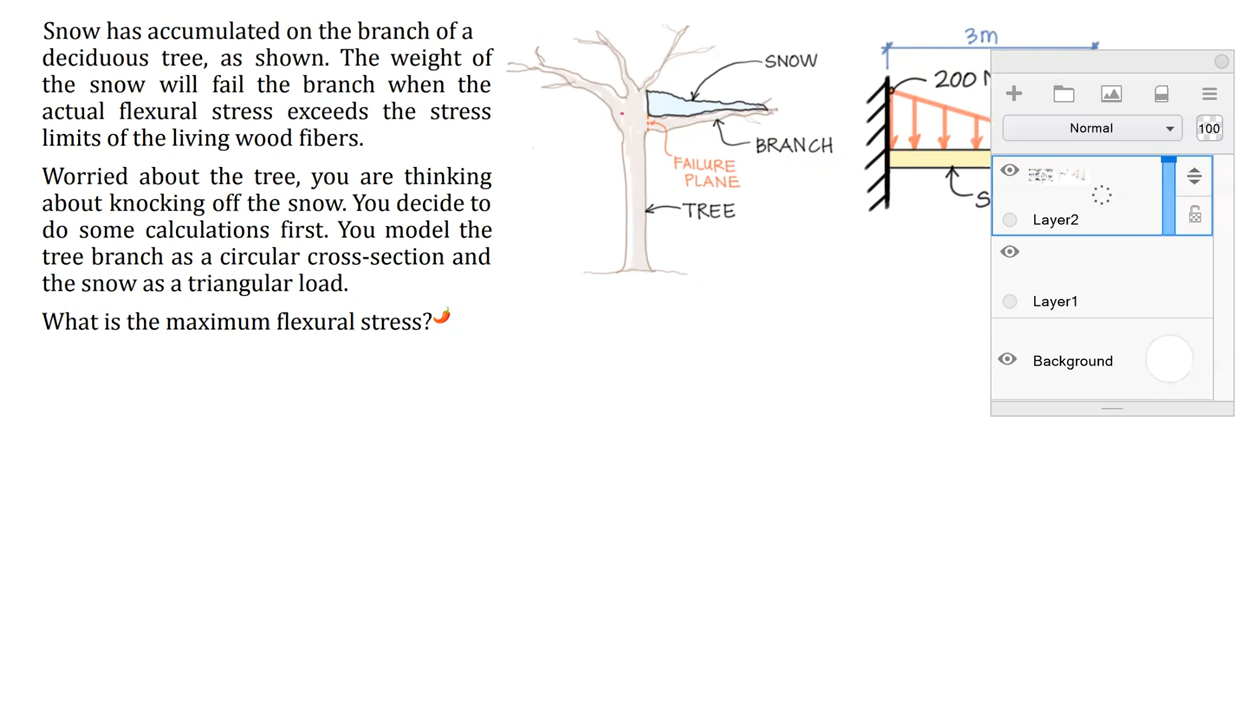 Snow has accumulated on the branch of a
deciduous tree, as shown. The weight of
the snow will fail the branch when the
actual flexural stress exceeds the stress
limits of the living wood fibers.
Worried about the tree, you are thinking
about knocking off the snow. You decide to
do some calculations first. You model the
tree branch as a circular cross-section and
the snow as a triangular load.
What is the maximum flexural stress?
SNOW
BRANCH
FAILURE
PLANE
TREE
3m
200 N
S
Normal
100
Layer2
Layer1
Background